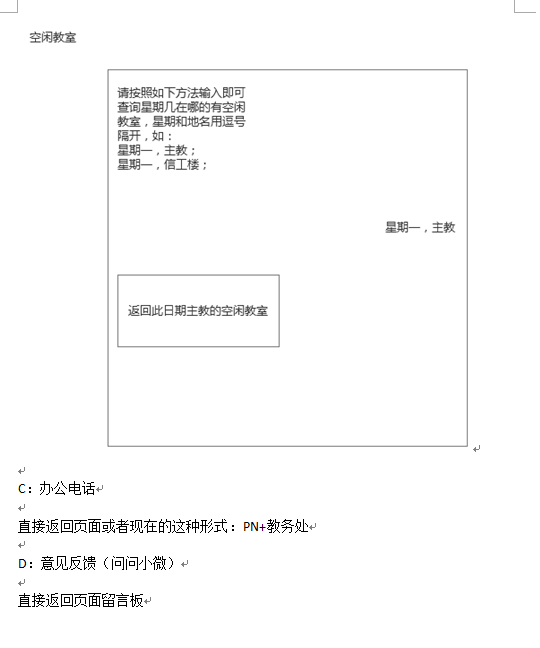 空闲教室
请按照如下方法输入即可
查询星期几在哪的有空闲
教室，星期和地名用逗号
隔开，如：
星期一，主教；
星期一，信工楼；
星期一，主教
返回此日期主教的空闲教室
C：办公电话
直接返回页面或者现在的这种形式：PN+教务处
D：意见反馈（问问小微）
直接返回页面留言板